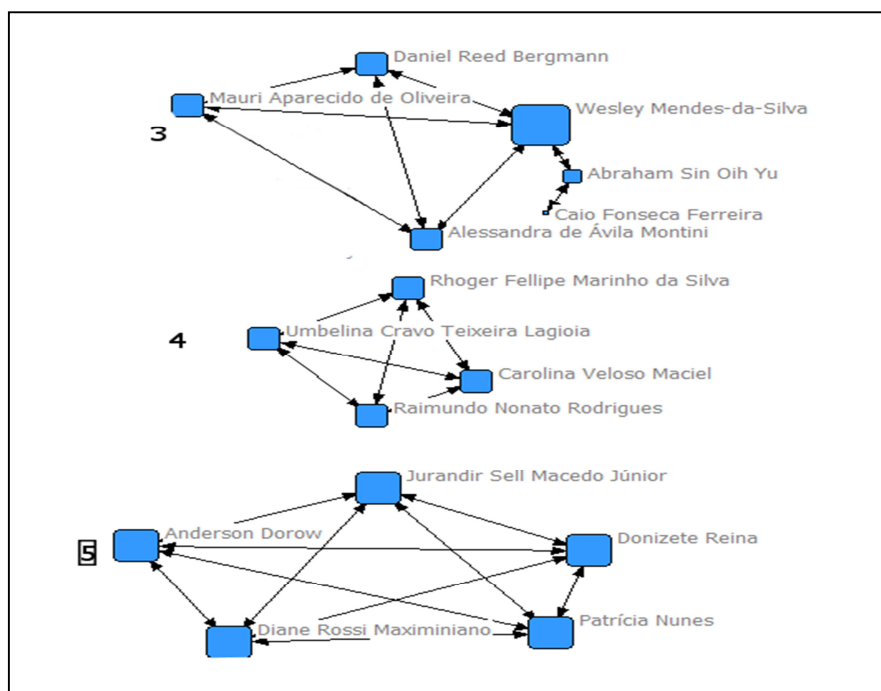 Daniel Reed Bergmann
Mauri Aparecido de Oliveira
Wesley Mendes-da-Silva
3
Abraham Sin Oih Yu
Caio Fonseca Ferreira
Alessandra de Ávila Montini
Rhoger Fellipe Marinho da Silva
4
Umbelina Cravo Teixeira Lagioia
Carolina Veloso Maciel
Raimundo Nonato Rodrigues
Jurandir Sell Macedo Júnior
Anderson Dorow
5
Donizete Reina
Diane Rossi Maximiniano
Patrícia Nunes